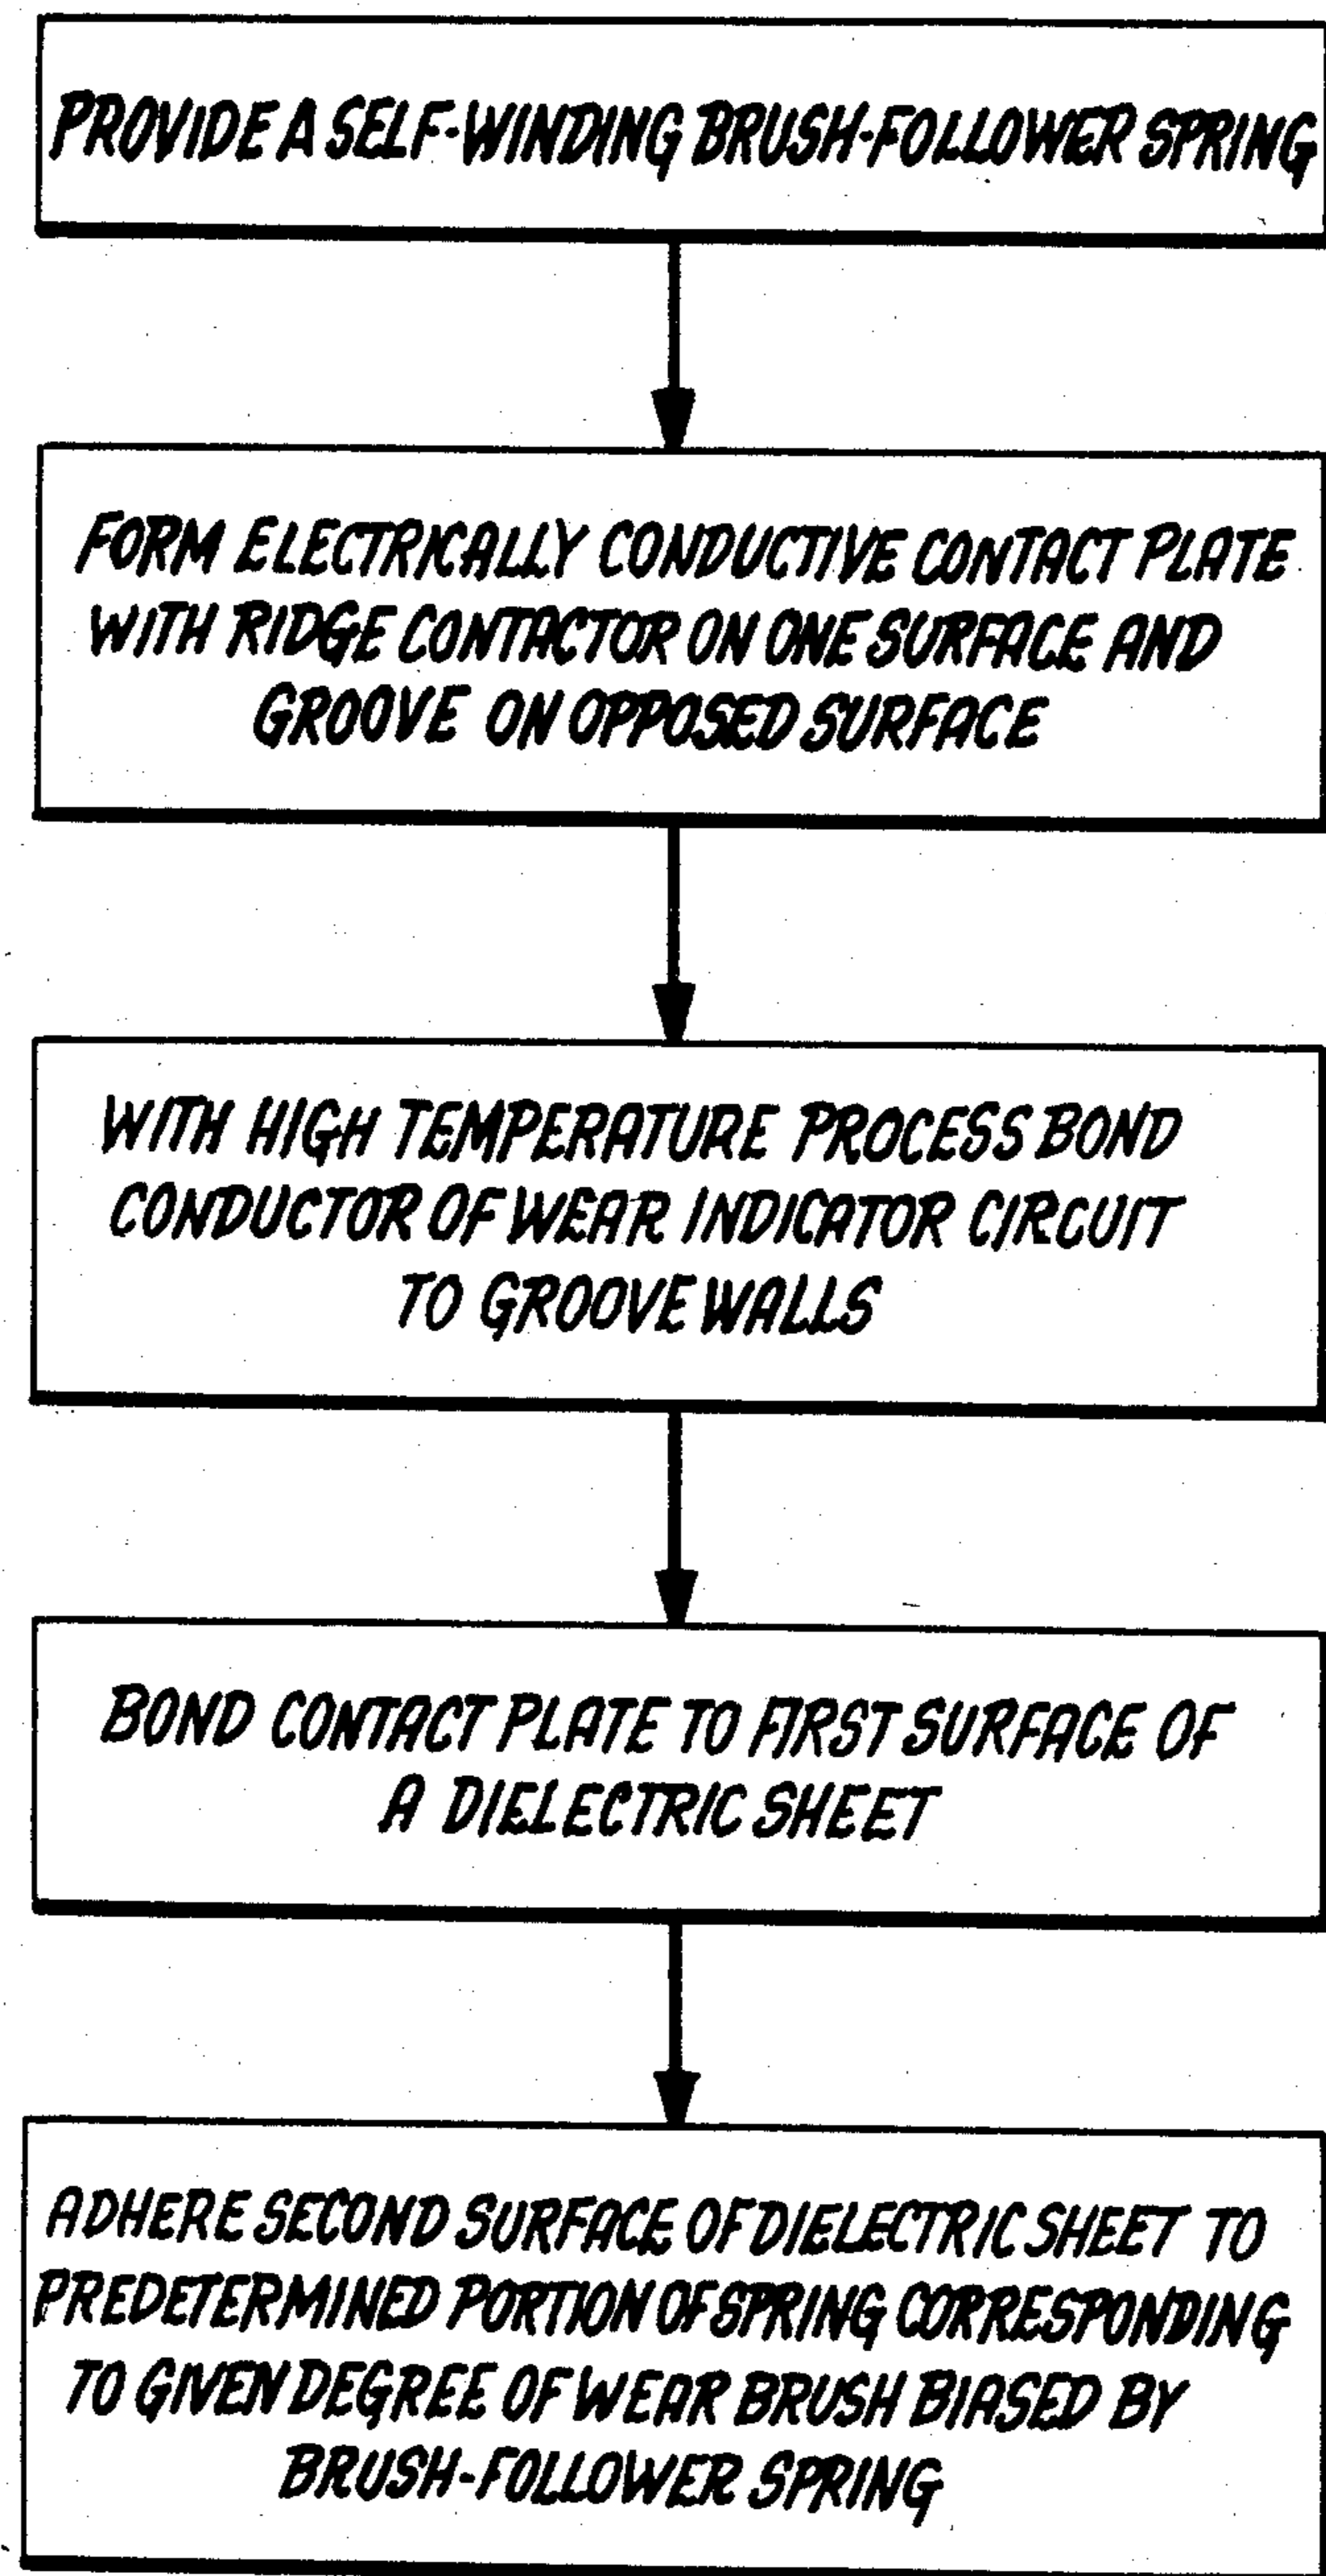 PROVIDE A SELF-WINDING BRUSH-FOLLOWER SPRING
FORM ELECTRICALLY CONDUCTIVE CONTACT PLATE
WITH RIDGE CONTACTOR ON ONE SURFACE AND
GROOVE ON OPPOSED SURFACE
WITH HIGH TEMPERATURE PROCESS BOND
CONDUCTOR OF WEAR INDICATOR CIRCUIT
TO GROOVE WALLS
BOND CONTACT PLATE TO FIRST SURFACE OF
A DIELECTRIC SHEET
ADHERE SECOND SURFACE OF DIELECTRIC SHEET TO
PREDETERMINED PORTION OF SPRING CORRESPONDING
TO GIVEN DEGREE OF WEAR BRUSH BIASED BY
BRUSH-FOLLOWER SPRING